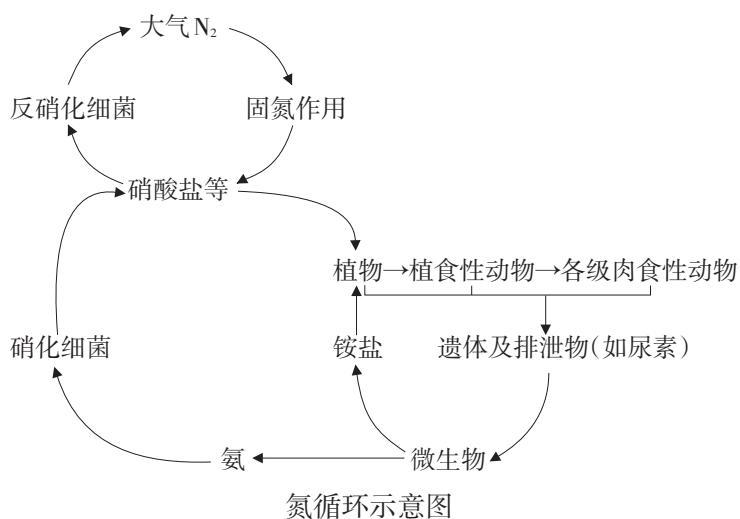 大气 N₂
反硝化细菌
固氮作用
硝酸盐等
植物→植食性动物→各级肉食性动物
硝化细菌
铵盐
遗体及排泄物(如尿素)
氨
微生物
氮循环示意图